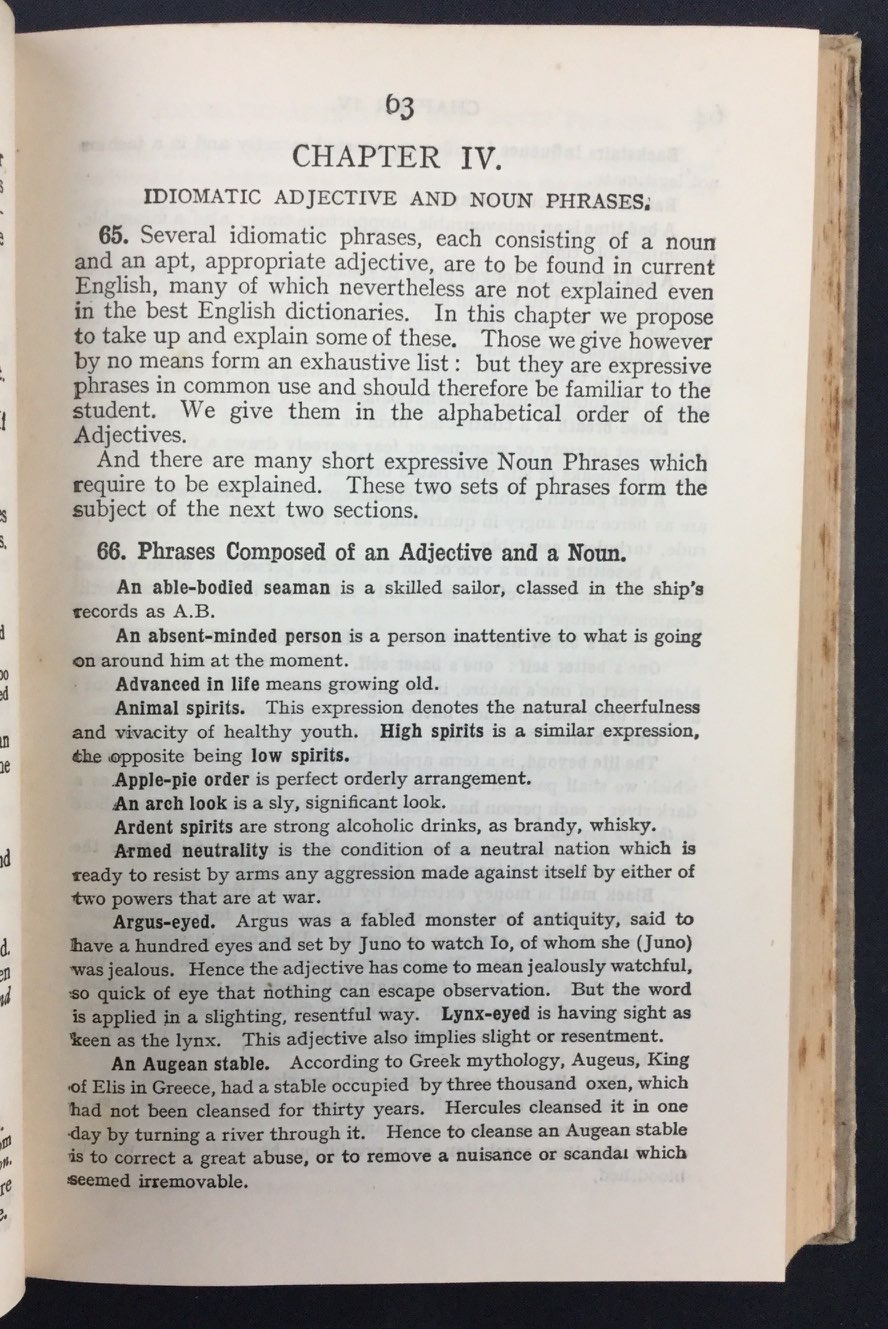 63
CHAPTER IV.
IDIOMATIC ADJECTIVE AND NOUN PHRASES.
65. Several idiomatic phrases, each consisting of a noun
and an apt, appropriate adjective, are to be found in current
English, many of which nevertheless are not explained even
in the best English dictionaries. In this chapter we propose
to take up and explain some of these. Those we give however
by no means form an exhaustive list : but they are expressive
phrases in common use and should therefore be familiar to the
student. We give them in the alphabetical order of the
Adjectives.
And there are many short expressive Noun Phrases which
require to be explained. These two sets of phrases form the
subject of the next two sections.
66. Phrases Composed of an Adjective and a Noun.
An able-bodied seaman is a skilled sailor, classed in the ship's
records as A.B.
An absent-minded person is a person inattentive to what is going
on around him at the moment.
Advanced in life means growing old.
Animal spirits. This expression denotes the natural cheerfulness
and vivacity of healthy youth. High spirits is a similar expression,
the opposite being low spirits.
Apple-pie order is perfect orderly arrangement.
An arch look is a sly, significant look.
Ardent spirits are strong alcoholic drinks, as brandy, whisky.
Armed neutrality is the condition of a neutral nation which is
ready to resist by arms any aggression made against itself by either of
two powers that are at war.
Argus-eyed. Argus was a fabled monster of antiquity, said to
have a hundred eyes and set by Juno to watch Io, of whom she (Juno)
was jealous. Hence the adjective has come to mean jealously watchful,
so quick of eye that nothing can escape observation. But the word
is applied in a slighting, resentful way. Lynx-eyed is having sight as
keen as the lynx. This adjective also implies slight or resentment.
An Augean stable. According to Greek mythology, Augeus, King
of Elis in Greece, had a stable occupied by three thousand oxen, which
had not been cleansed for thirty years. Hercules cleansed it in one
day by turning a river through it. Hence to cleanse an Augean stable
is to correct a great abuse, or to remove a nuisance or scandal which
seemed irremovable.